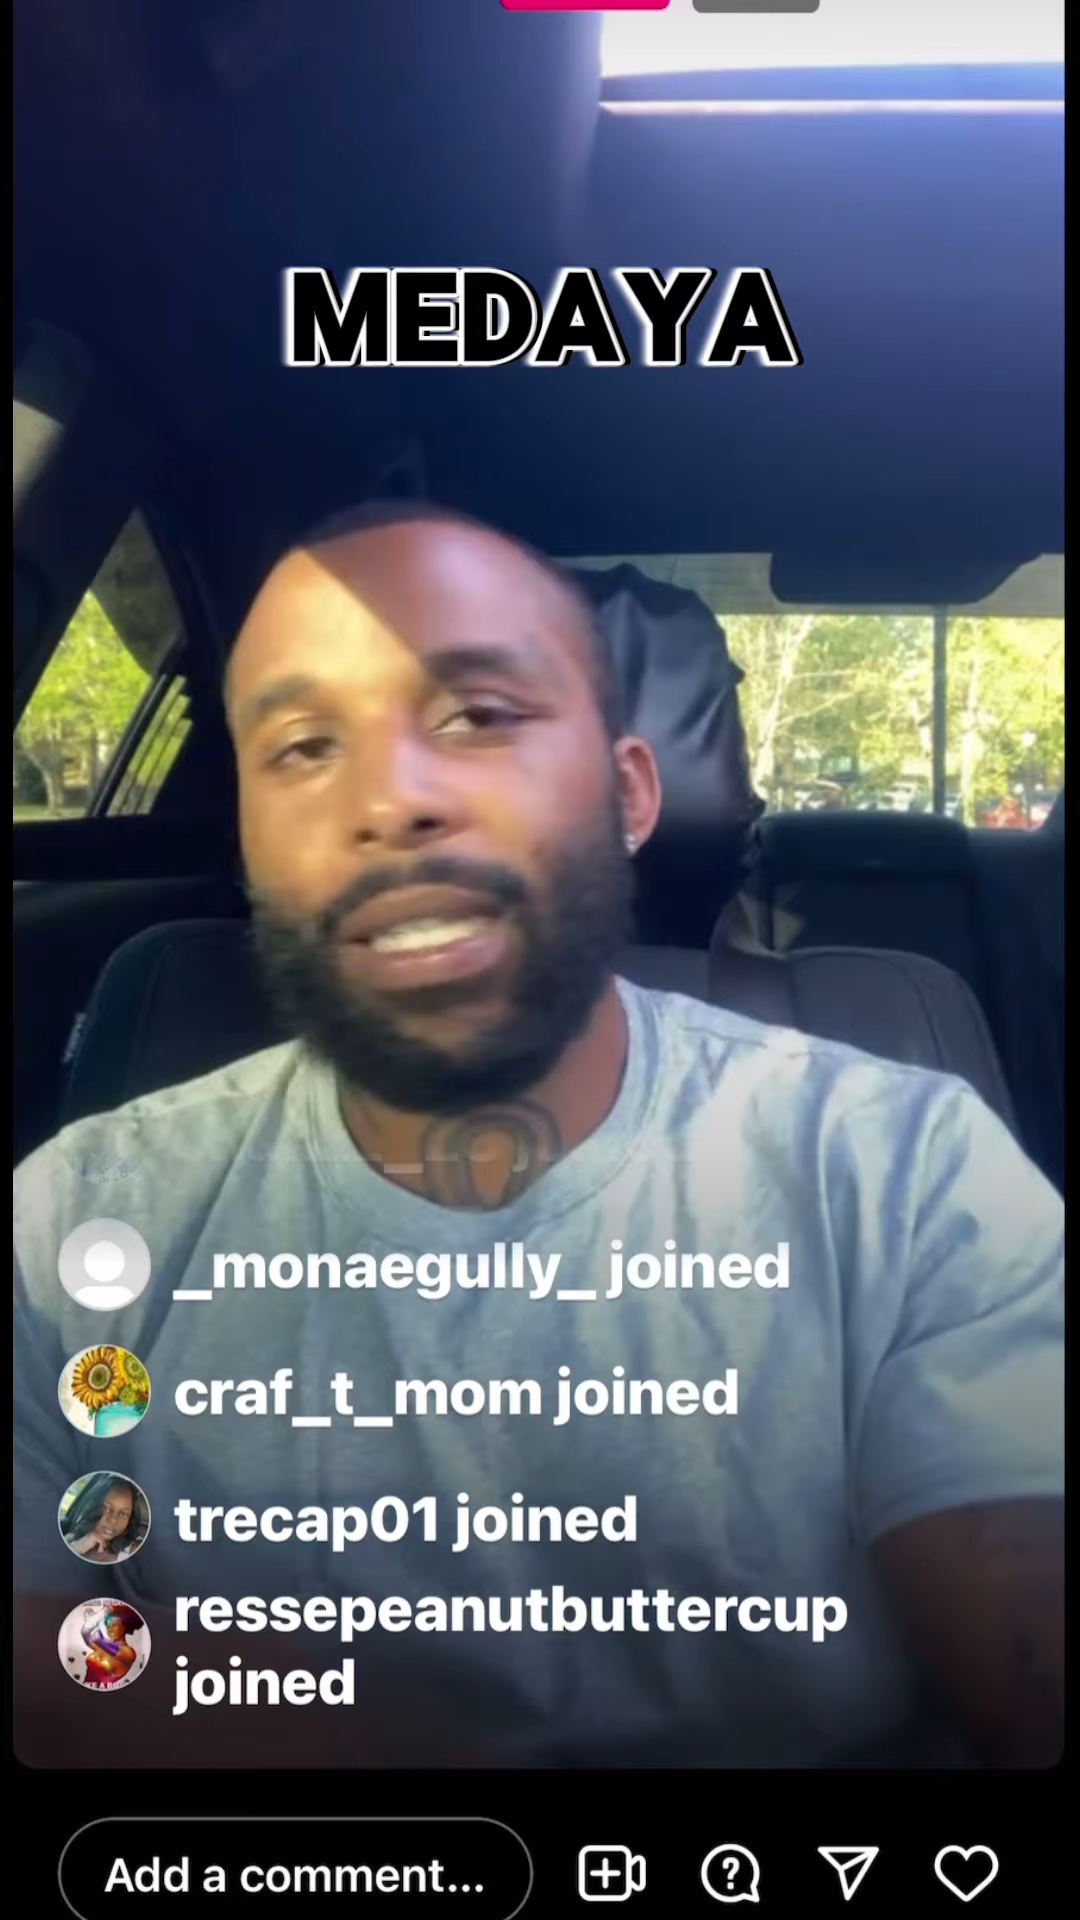 MEDAYA
_monaegully_ joined
craf_t_mom joined
trecap01 joined
ressepeanutbuttercup
joined
Add a comment...